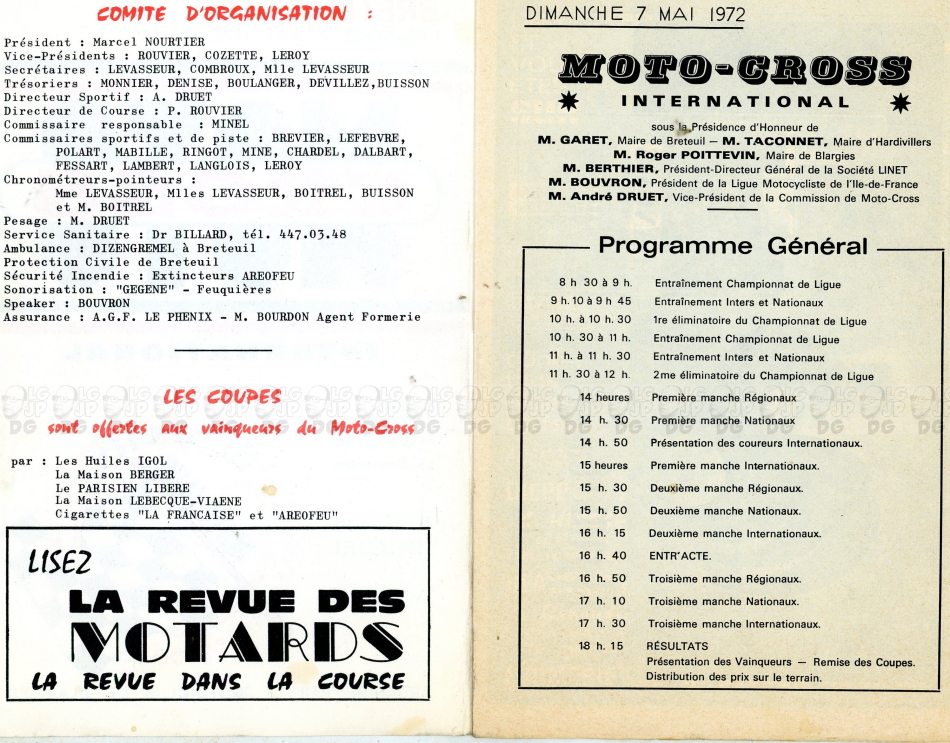 COMITE D'ORGANISATION :
Président : Marcel NOURTIER
Vice-Présidents : ROUVIER, COZETTE, LEROY
Secrétaires : LEVASSEUR, COMBROUX, Mlle LEVASSEUR
Trésoriers : MONNIER, DENISE, BOULANGER, DEVILLEZ,BUISSON
Directeur Sportif : A. DRUET
Directeur de Course : P. ROUVIER
Commissaire responsable : MINEL
Commissaires sportifs et de piste : BREVIER, LEFEBVRE,
POLART, MABILLE, RINGOT, MINE, CHARDEL, DALBART,
FESSART, LAMBERT, LANGLOIS, LEROY
Chronométreurs-pointeurs :
Mme LEVASSEUR, Mlles LEVASSEUR, BOITREL, BUISSON
et M. BOITREL
Pesage : M. DRUET
Service Sanitaire : Dr BILLARD, tél. 447.03.48
Ambulance : DIZENGREMEL à Breteuil
Protection Civile de Breteuil
Sécurité Incendie : Extincteurs AREOFEU
Sonorisation : "GEGENE" - Feuquières
Speaker : BOUVRON
Assurance : A.G.F. LE PHENIX - M. BOURDON Agent Formerie
LES COUPES
sont offertes aux vainqueurs du Moto-Cross
par : Les Huiles IGOL
La Maison BERGER
Le PARISIEN LIBERE
La Maison LEBECQUE-VIAENE
Cigarettes "LA FRANCAISE" et "AREOFEU"
LISEZ
LA REVUE DES
MOTARDS
LA REVUE DANS LA COURSE
DIMANCHE 7 MAI 1972
MOTO-CROSS
INTERNATIONAL
sous la Présidence d'Honneur de
M. GARET, Maire de Breteuil — M. TACONNET, Maire d'Hardivillers
M. Roger POITTEVIN, Maire de Blargies
M. BERTHIER, Président-Directeur Général de la Société LINET
M. BOUVRON, Président de la Ligue Motocycliste de l'Ile-de-France
M. André DRUET, Vice-Président de la Commission de Moto-Cross
Programme Général
8 h 30 à 9 h. Entraînement Championnat de Ligue
9 h. 10 à 9 h 45 Entraînement Inters et Nationaux
10 h. à 10 h. 30 1re éliminatoire du Championnat de Ligue
10 h. 30 à 11 h. Entraînement Championnat de Ligue
11 h. à 11 h. 30 Entraînement Inters et Nationaux
11 h. 30 à 12 h. 2me éliminatoire du Championnat de Ligue
14 heures Première manche Régionaux
14 h. 30 Première manche Nationaux
14 h. 50 Présentation des coureurs Internationaux.
15 heures Première manche Internationaux.
15 h. 30 Deuxième manche Régionaux.
15 h. 50 Deuxième manche Nationaux.
16 h. 15 Deuxième manche Internationaux.
16 h. 40 ENTR'ACTE.
16 h. 50 Troisième manche Régionaux.
17 h. 10 Troisième manche Nationaux.
17 h. 30 Troisième manche Internationaux.
18 h. 15 RÉSULTATS
Présentation des Vainqueurs — Remise des Coupes.
Distribution des prix sur le terrain.